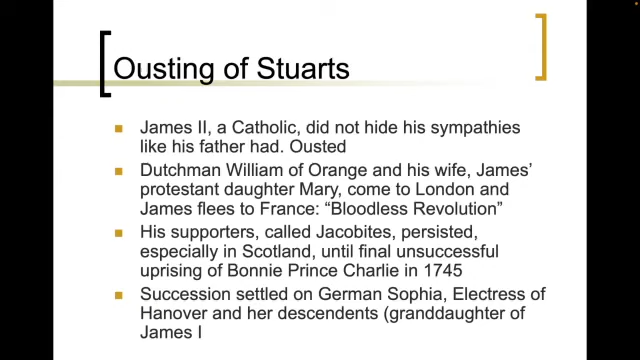 Ousting of Stuarts
James II, a Catholic, did not hide his sympathies
like his father had. Ousted
Dutchman William of Orange and his wife, James’
protestant daughter Mary, come to London and
James flees to France: “Bloodless Revolution”
His supporters, called Jacobites, persisted,
especially in Scotland, until final unsuccessful
uprising of Bonnie Prince Charlie in 1745
Succession settled on German Sophia, Electress of
Hanover and her descendents (granddaughter of
James I